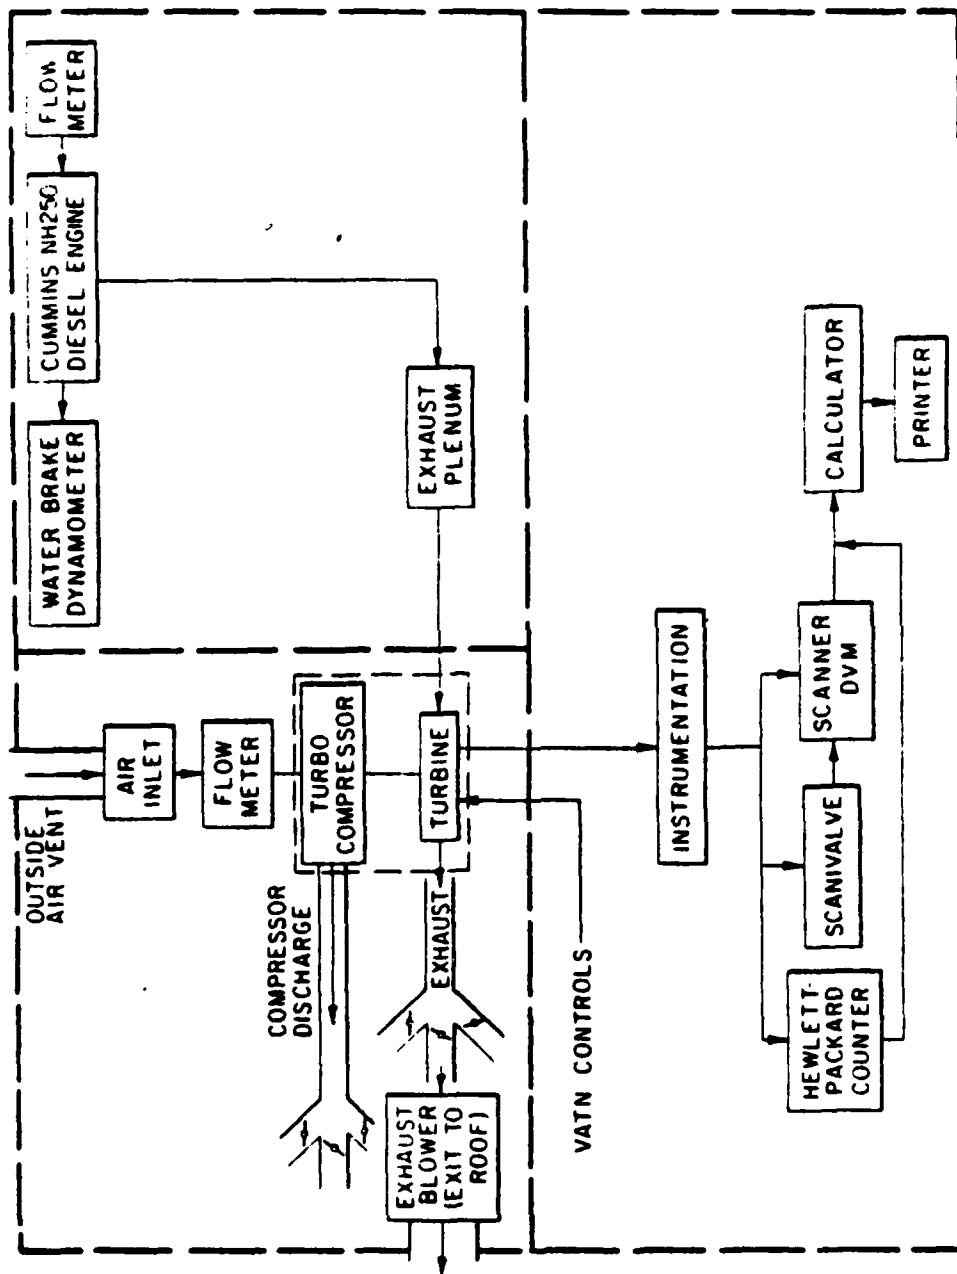 OUTSIDE
AIR VENT
AIR
INLET
FLOW
METER
TURBO
COMPRESSOR
TURBINE
COMPRESSOR
DISCHARGE
EXHAUST
EXHAUST
BLOWER
(EXIT TO
ROOF)
VATN CONTROLS
WATER BRAKE
DYNAMOMETER
CUMMINS NH250
DIESEL ENGINE
FLOW
METER
EXHAUST
PLENUM
INSTRUMENTATION
HEWLETT-
PACKARD
COUNTER
SCANIVALVE
SCANNER
DVM
CALCULATOR
PRINTER